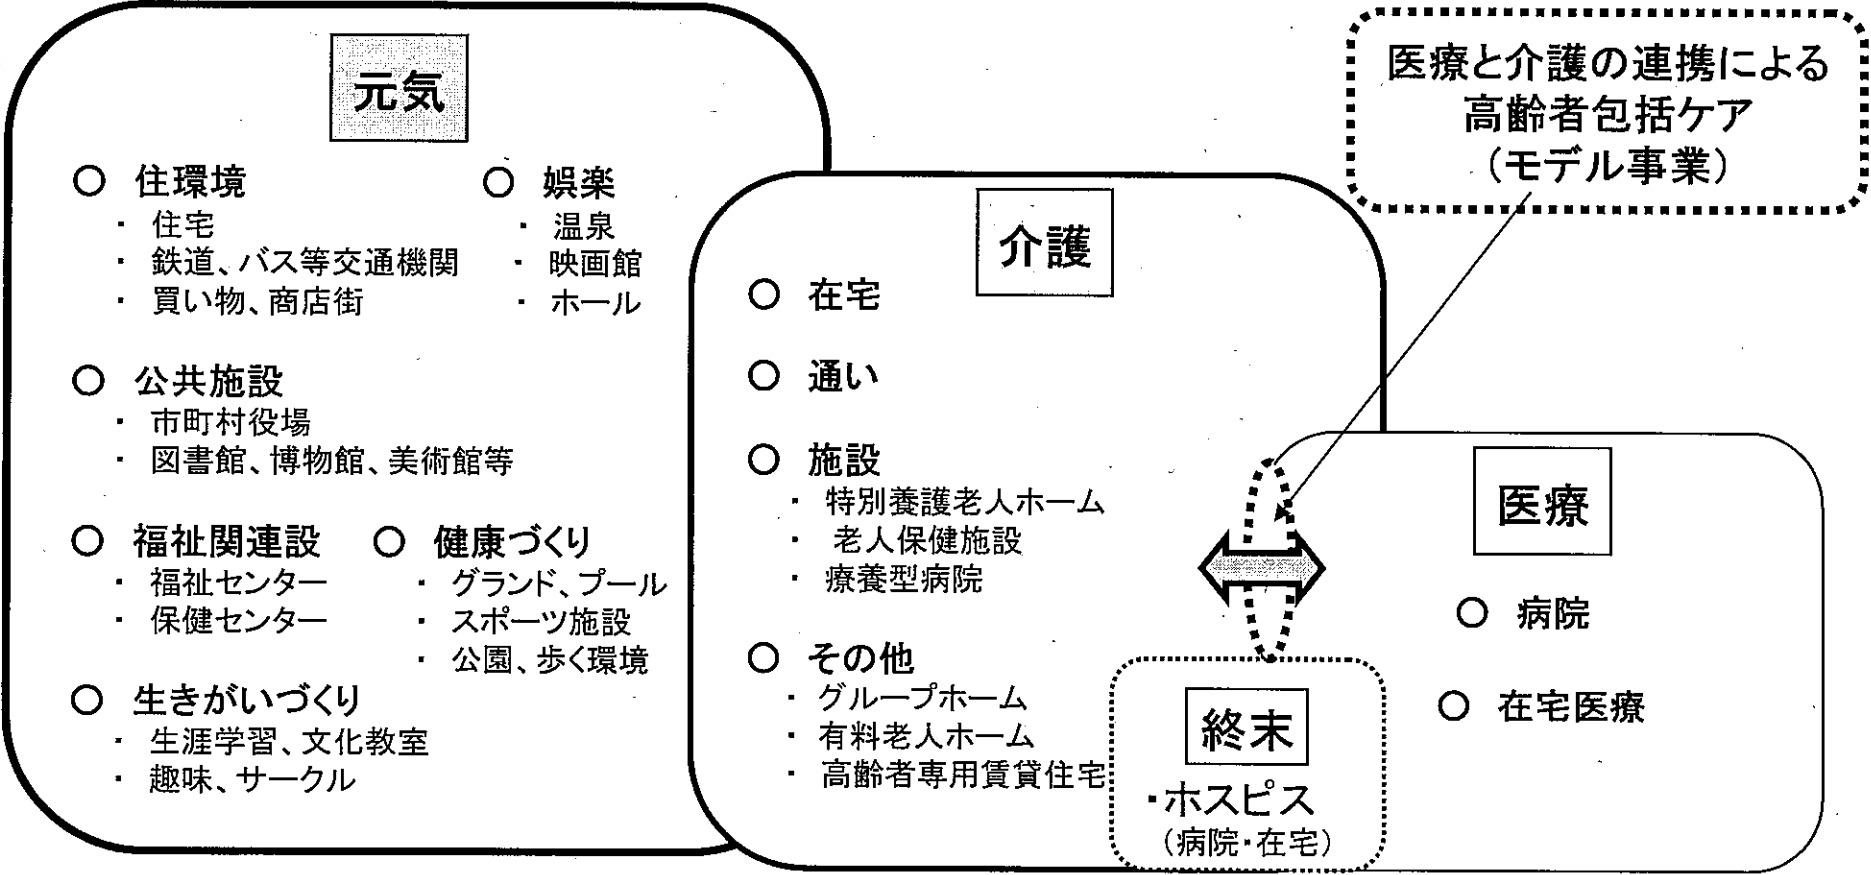 元気
○ 住環境
・ 住宅
・ 鉄道、バス等交通機関
・ 買い物、商店街
○ 娯楽
・ 温泉
・ 映画館
・ ホール
○ 公共施設
・ 市町村役場
・ 図書館、博物館、美術館等
○ 福祉関連設
・ 福祉センター
・ 保健センター
○ 健康づくり
・ グランド、プール
・ スポーツ施設
・ 公園、歩く環境
○ 生きがいづくり
・ 生涯学習、文化教室
・ 趣味、サークル
介護
○ 在宅
○ 通い
○ 施設
・ 特別養護老人ホーム
・ 老人保健施設
・ 療養型病院
○ その他
・ グループホーム
・ 有料老人ホーム
・ 高齢者専用賃貸住宅
医療と介護の連携による
高齢者包括ケア
（モデル事業）
医療
○ 病院
○ 在宅医療
終末
・ホスピス
（病院・在宅）